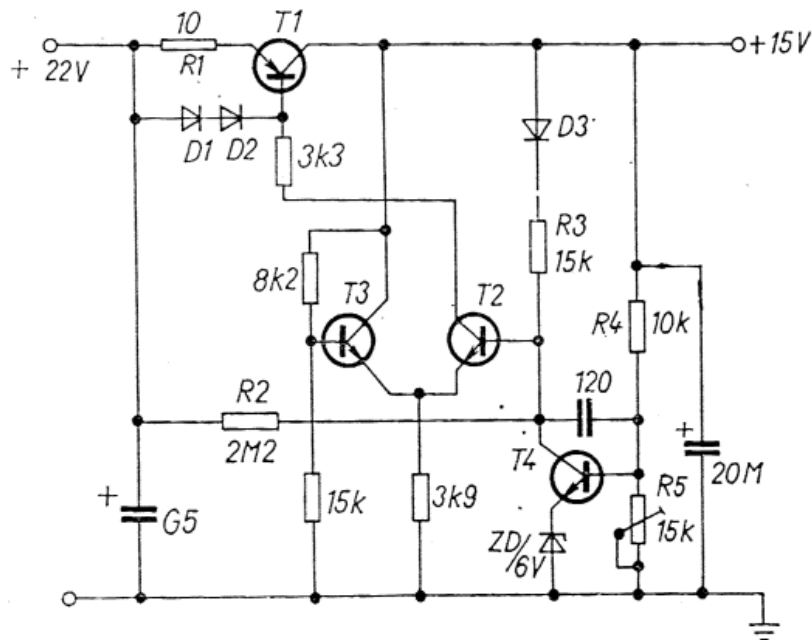 10
T1
+15V
+ 22V
R1
D1 D2
3k3
D3
R3
15k
8k2
T3
T2
R4
10k
R2
2M2
120
T4
+
20M
R5
15k
+
G5
15k
3k9
ZD/
6V